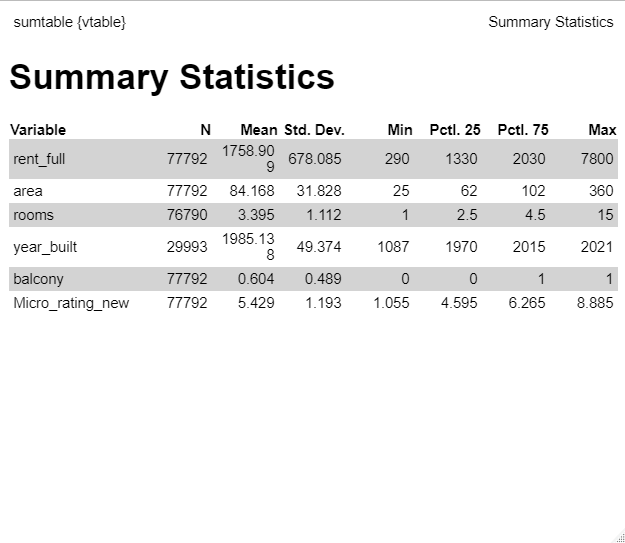 sumtable {vtable} Summary Statistics
Summary Statistics
Variable N Mean Std. Dev. Min Pctl. 25 Pctl. 75 Max
rent_full 77792 1758.909 678.085 290 1330 2030 7800
area 77792 84.168 31.828 25 62 102 360
rooms 76790 3.395 1.112 1 2.5 4.5 15
year_built 29993 1985.138 49.374 1087 1970 2015 2021
balcony 77792 0.604 0.489 0 0 1 1
Micro_rating_new 77792 5.429 1.193 1.055 4.595 6.265 8.885